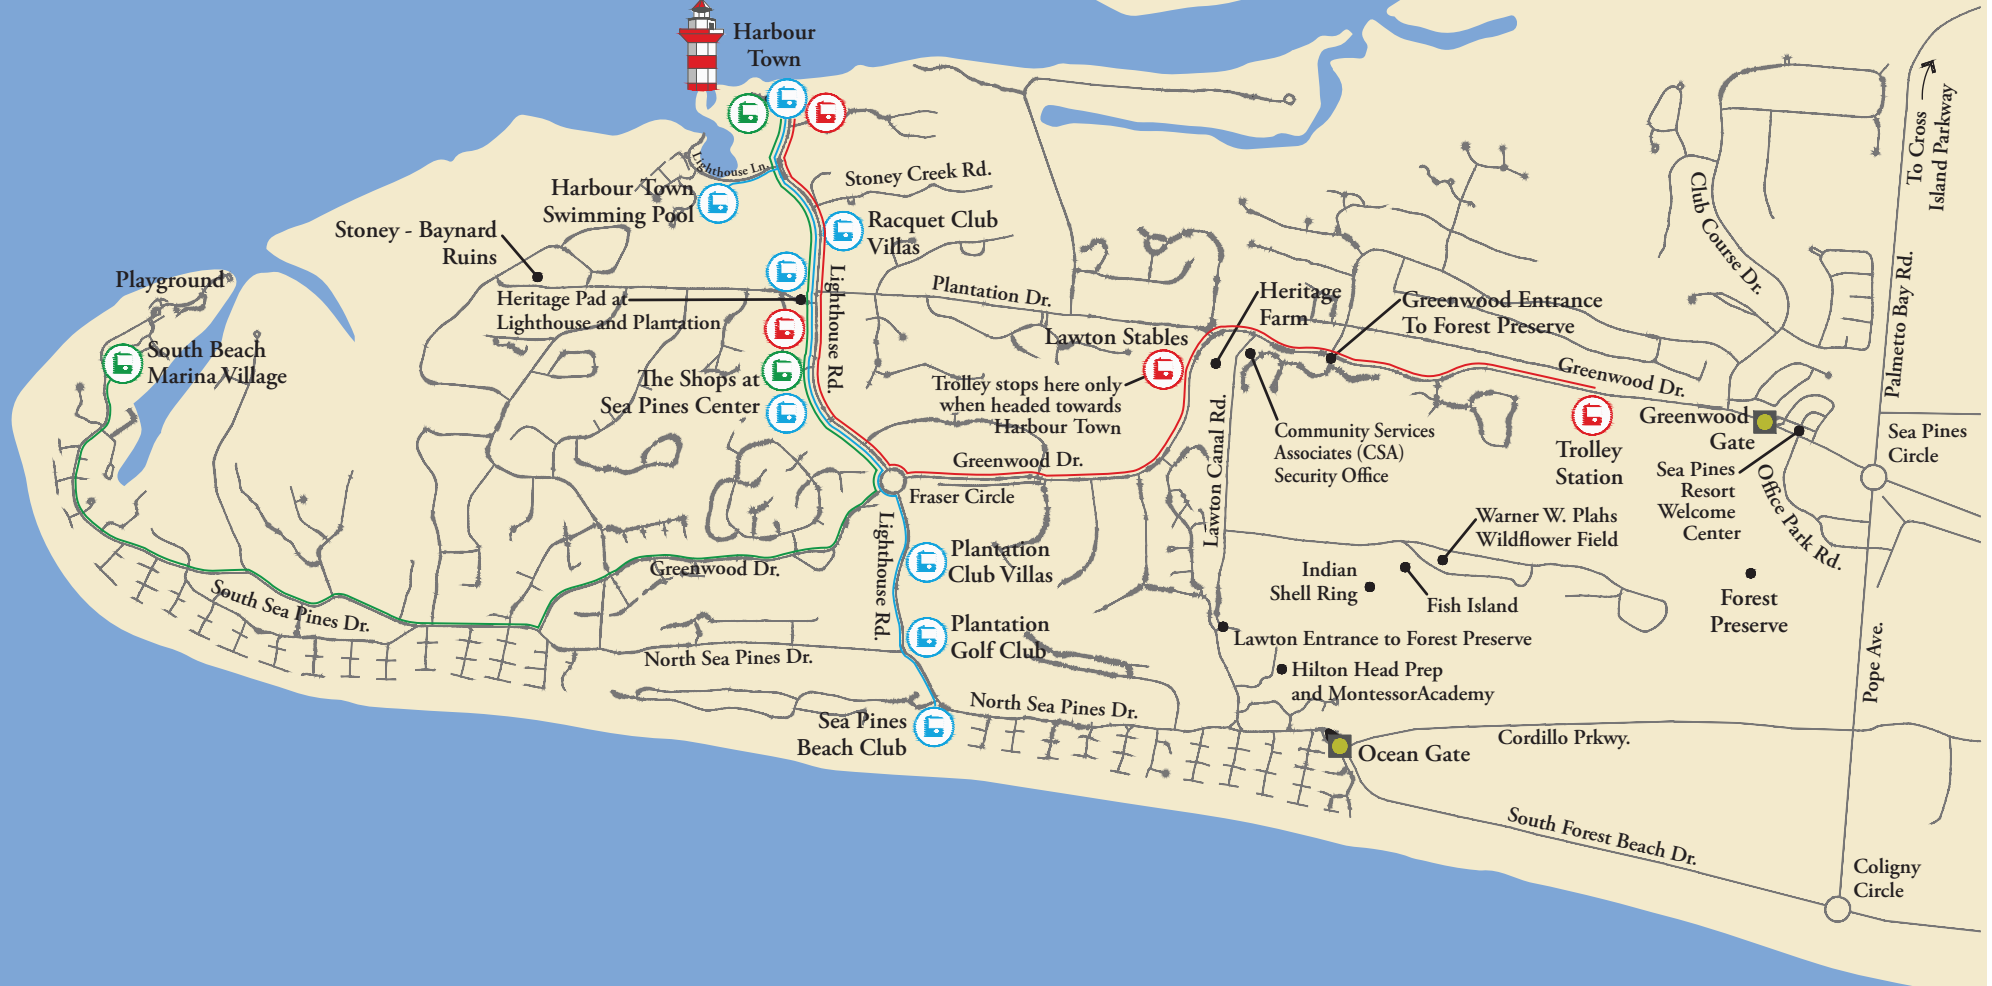 Harbour
Town
Lighthouse Ln.
Stoney Creek Rd.
Harbour Town
Swimming Pool
Racquet Club
Villas
Stoney - Baynard
Ruins
Playground
Heritage Pad at
Lighthouse and Plantation
Lighthouse Rd.
Plantation Dr.
South Beach
Marina Village
The Shops at
Sea Pines Center
Lawton Stables
Trolley stops here only
when headed towards
Harbour Town
Heritage
Farm
Greenwood Entrance
To Forest Preserve
Club Course Dr.
To Cross
Island Parkway
Palmetto Bay Rd.
Greenwood Dr.
Greenwood
Gate
Trolley
Station
Sea Pines
Circle
Sea Pines
Resort
Welcome
Center
Office Park Rd.
Community Services
Associates (CSA)
Security Office
Lawton Canal Rd.
Greenwood Dr.
Fraser Circle
Lighthouse Rd.
Plantation
Club Villas
Greenwood Dr.
South Sea Pines Dr.
Warner W. Plahs
Wildflower Field
Indian
Shell Ring
Fish Island
Forest
Preserve
Plantation
Golf Club
Lawton Entrance to Forest Preserve
North Sea Pines Dr.
Hilton Head Prep
and MontessorAcademy
Pope Ave.
Sea Pines
Beach Club
North Sea Pines Dr.
Ocean Gate
Cordillo Prkwy.
South Forest Beach Dr.
Coligny
Circle